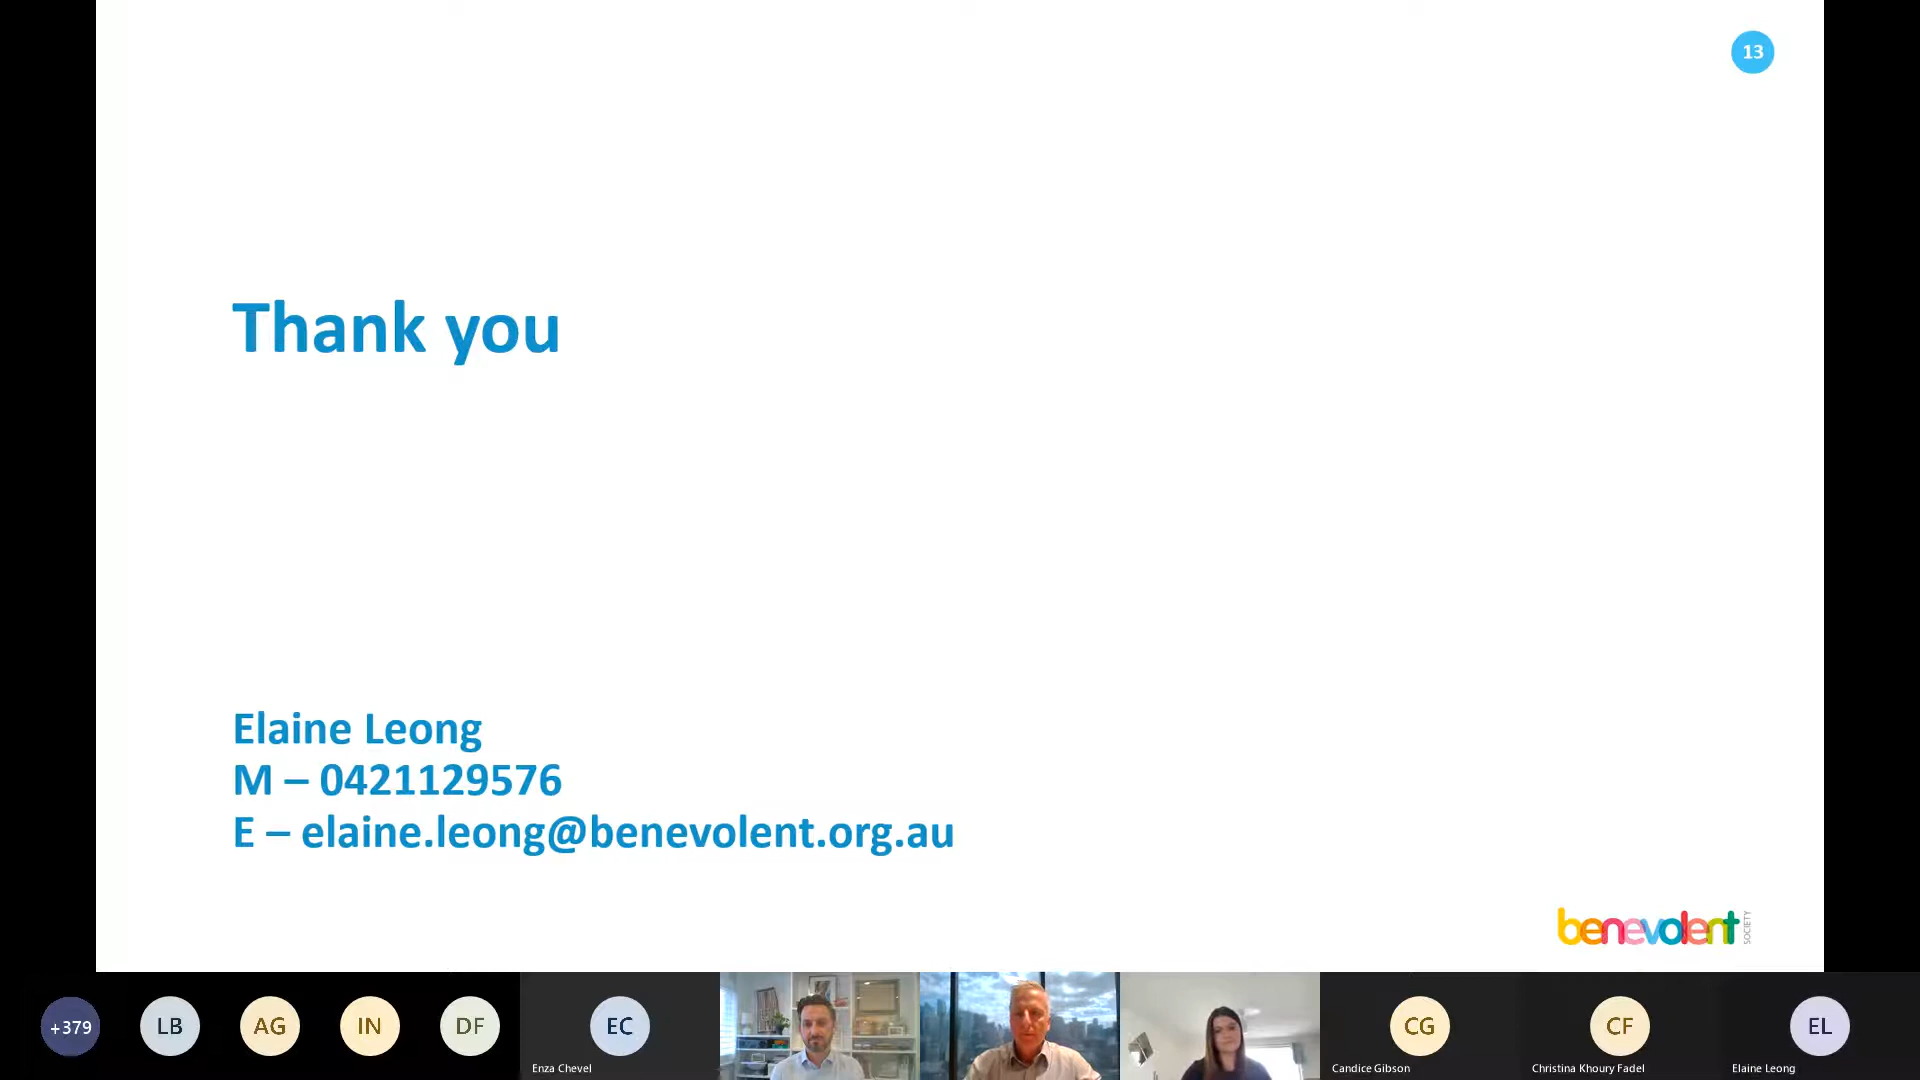 13
Thank you
Elaine Leong
M – 0421129576
E – elaine.leong@benevolent.org.au
benevolent SOCIETY
+379
LB
AG
IN
DF
EC
Enza Chevel
CG
Candice Gibson
CF
Christina Khoury Fadel
EL
Elaine Leong